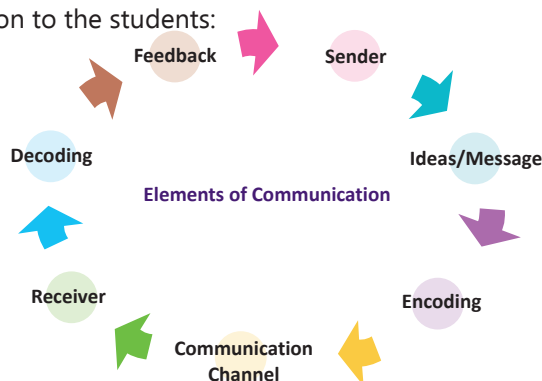 on to the students:
Feedback
Sender
Ideas/Message
Encoding
Communication
Channel
Receiver
Decoding
Elements of Communication